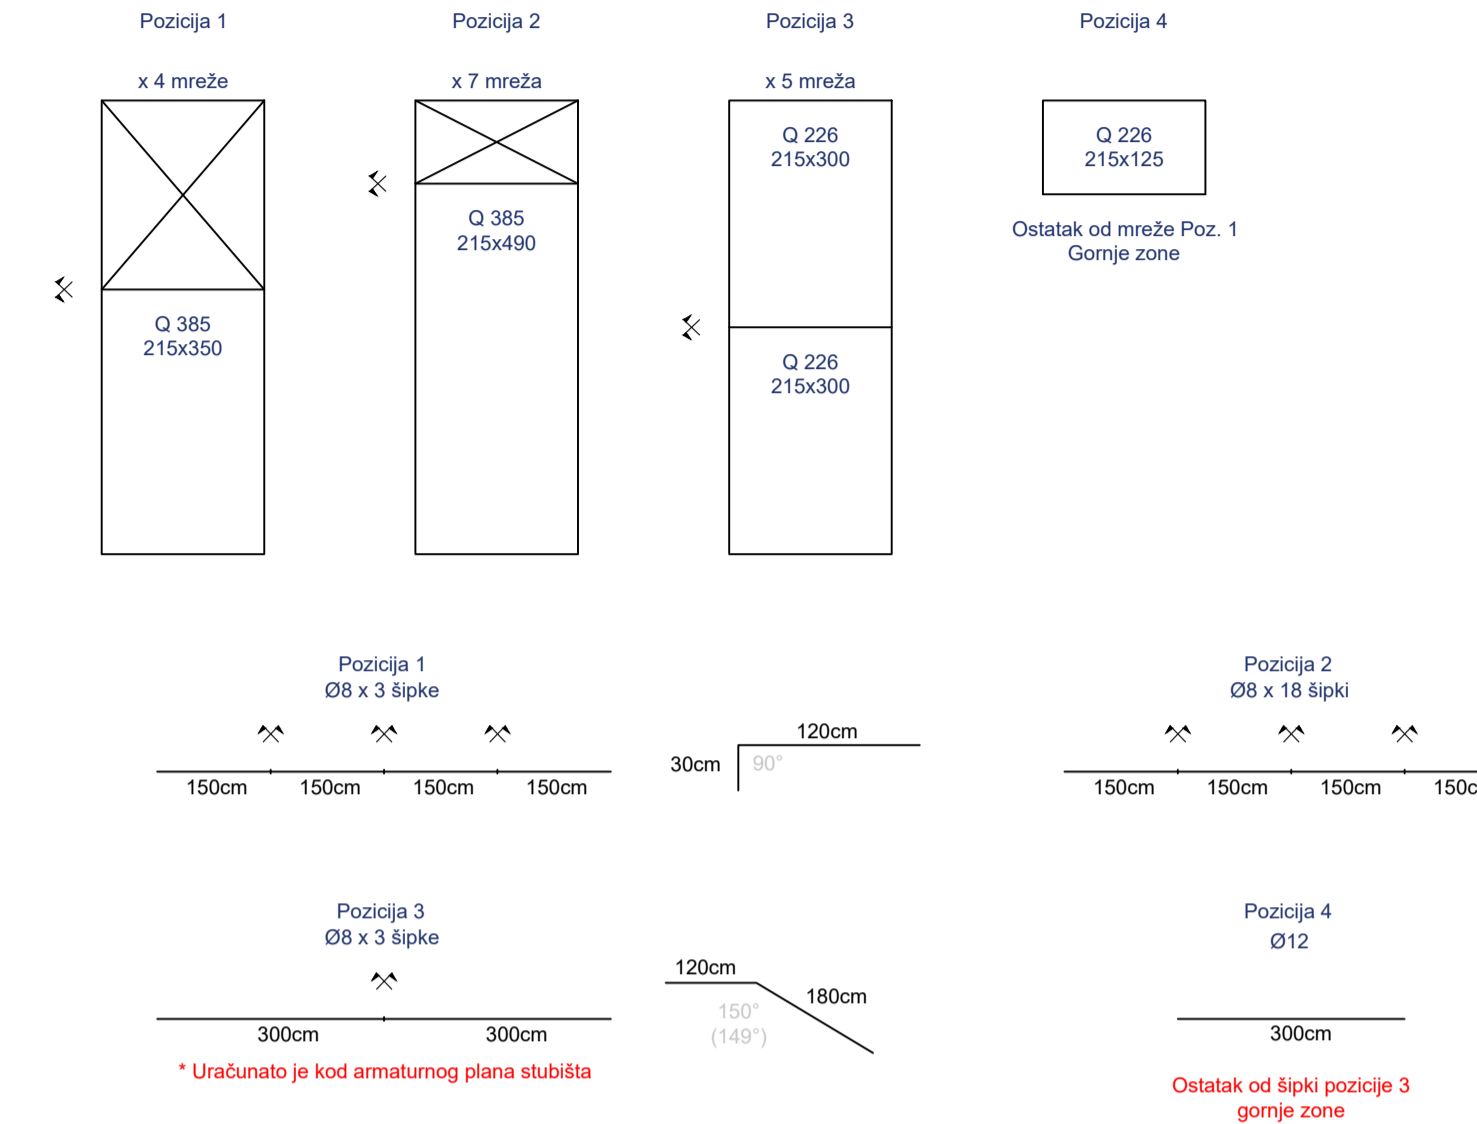 Pozicija 1
Pozicija 2
Pozicija 3
Pozicija 4
x 4 mreže
x 7 mreža
x 5 mreža
Q 226
215x300
Q 226
215x125
Q 385
215x490
Ostatak od mreže Poz. 1
Gornje zone
Q 385
215x350
Q 226
215x300
Pozicija 1
Ø8 x 3 šipke
150cm 150cm 150cm 150cm
120cm
30cm
90°
Pozicija 2
Ø8 x 18 šipki
150cm 150cm 150cm 150c
Pozicija 3
Ø8 x 3 šipke
300cm 300cm
* Uračunato je kod armaturnog plana stubišta
120cm
180cm
150°
(149°)
Pozicija 4
Ø12
300cm
Ostatak od šipki pozicije 3
gornje zone